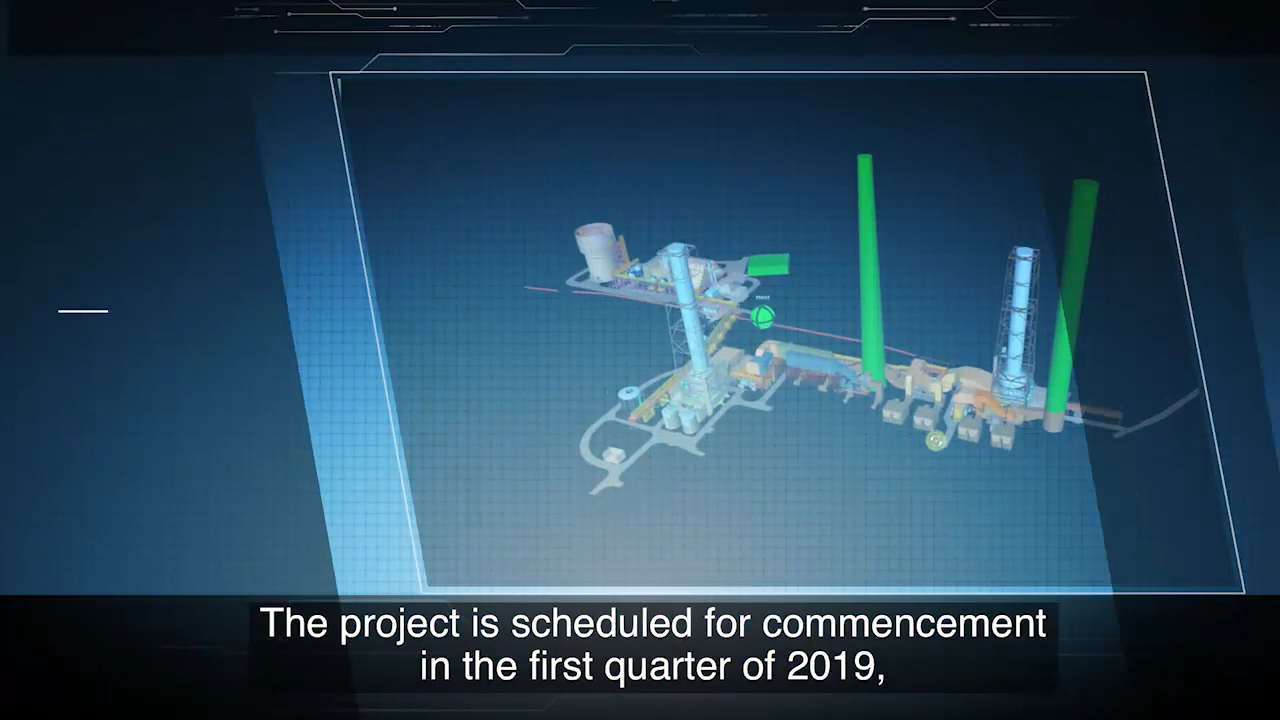 The project is scheduled for commencement
in the first quarter of 2019,